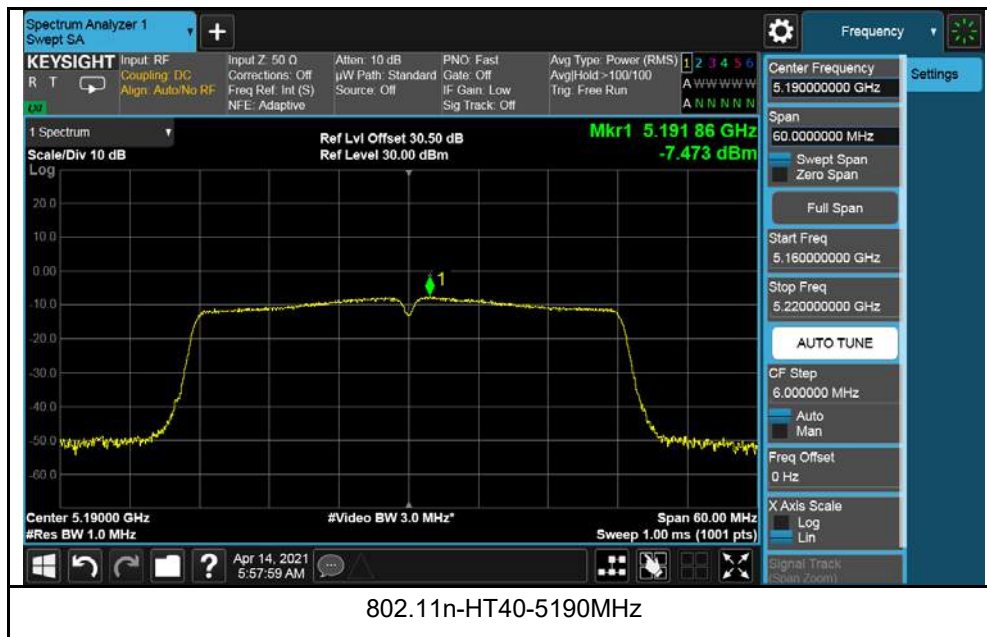 Spectrum Analyzer 1
Swept SA
+
Frequency
KEYSIGHT
R T
Input: RF
Coupling: DC
Align: Auto/No RF
Input Z: 50 Ω
Corrections: Off
Freq Ref: Int (S)
NFE: Adaptive
Atten: 10 dB
µW Path: Standard
Source: Off
PNO: Fast
Gate: Off
IF Gain: Low
Sig Track: Off
Avg Type: Power (RMS)
Avg|Hold:>100/100
Trig: Free Run
1 2 3 4 5 6
A W W W W W
A N N N N N
1 Spectrum
Scale/Div 10 dB
Log
Ref Lvl Offset 30.50 dB
Ref Level 30.00 dBm
Mkr1 5.191 86 GHz
-7.473 dBm
20.0
10.0
0.00
-10.0
-20.0
-30.0
-40.0
-50.0
-60.0
1
Center 5.19000 GHz
#Res BW 1.0 MHz
#Video BW 3.0 MHz*
Span 60.00 MHz
Sweep 1.00 ms (1001 pts)
Center Frequency
5.190000000 GHz
Settings
Span
60.0000000 MHz
Swept Span
Zero Span
Full Span
Start Freq
5.160000000 GHz
Stop Freq
5.220000000 GHz
AUTO TUNE
CF Step
6.000000 MHz
Auto
Man
Freq Offset
0 Hz
X Axis Scale
Log
Lin
Signal Track
(Span Zoom)
?
Apr 14, 2021
5:57:59 AM
802.11n-HT40-5190MHz